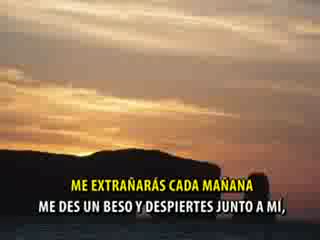 ME EXTRAÑARÁS CADA MAÑANA
ME DES UN BESO Y DESPIERTES JUNTO A MÍ,